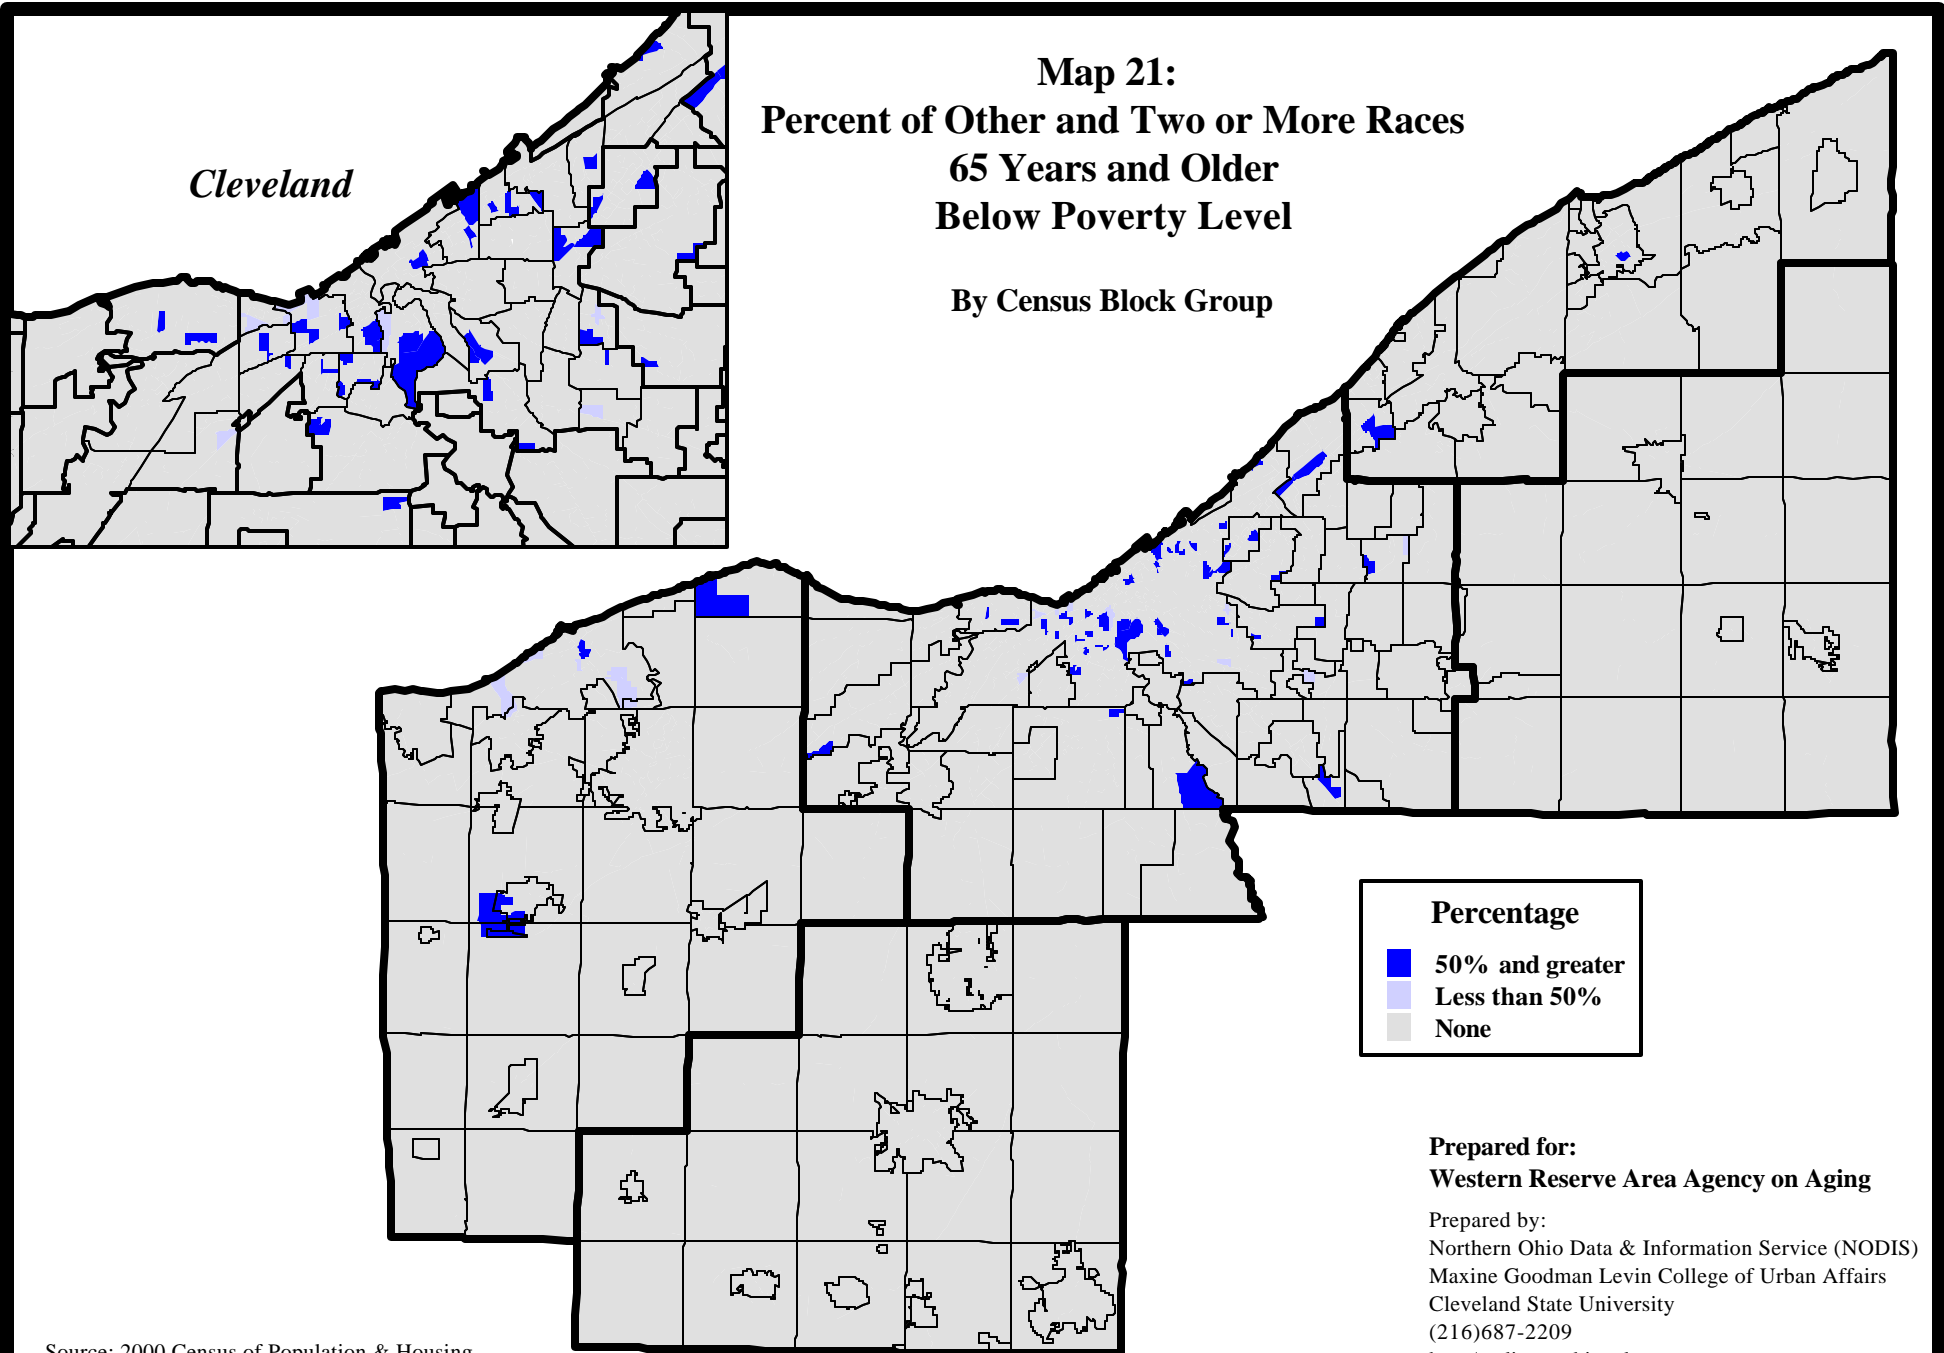 Map 21:
Percent of Other and Two or More Races
65 Years and Older
Below Poverty Level
By Census Block Group
Cleveland
Percentage
50% and greater
Less than 50%
None
Prepared for:
Western Reserve Area Agency on Aging
Prepared by:
Northern Ohio Data & Information Service (NODIS)
Maxine Goodman Levin College of Urban Affairs
Cleveland State University
(216)687-2209
Source: 2000 Census of Population & Housing